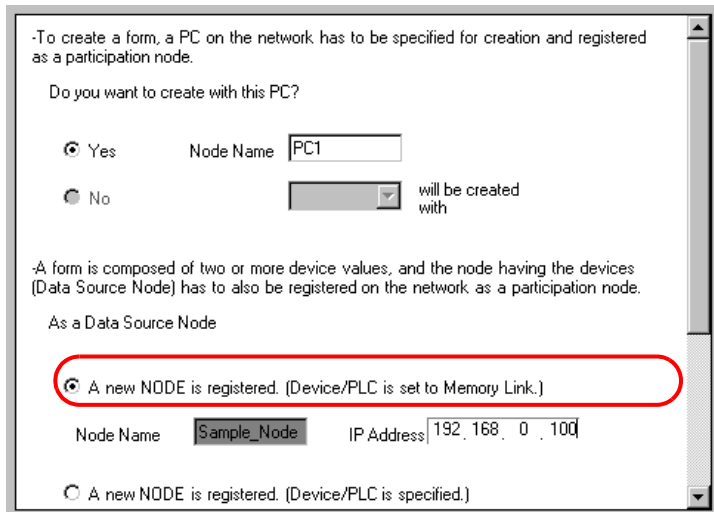 -To create a form, a PC on the network has to be specified for creation and registered
as a participation node.
Do you want to create with this PC?
Yes Node Name PC1
No will be created
with
-A form is composed of two or more device values, and the node having the devices
(Data Source Node) has to also be registered on the network as a participation node.
As a Data Source Node
A new NODE is registered. (Device/PLC is set to Memory Link.)
Node Name Sample_Node IP Address 192. 168. 0 . 100
A new NODE is registered. (Device/PLC is specified.)